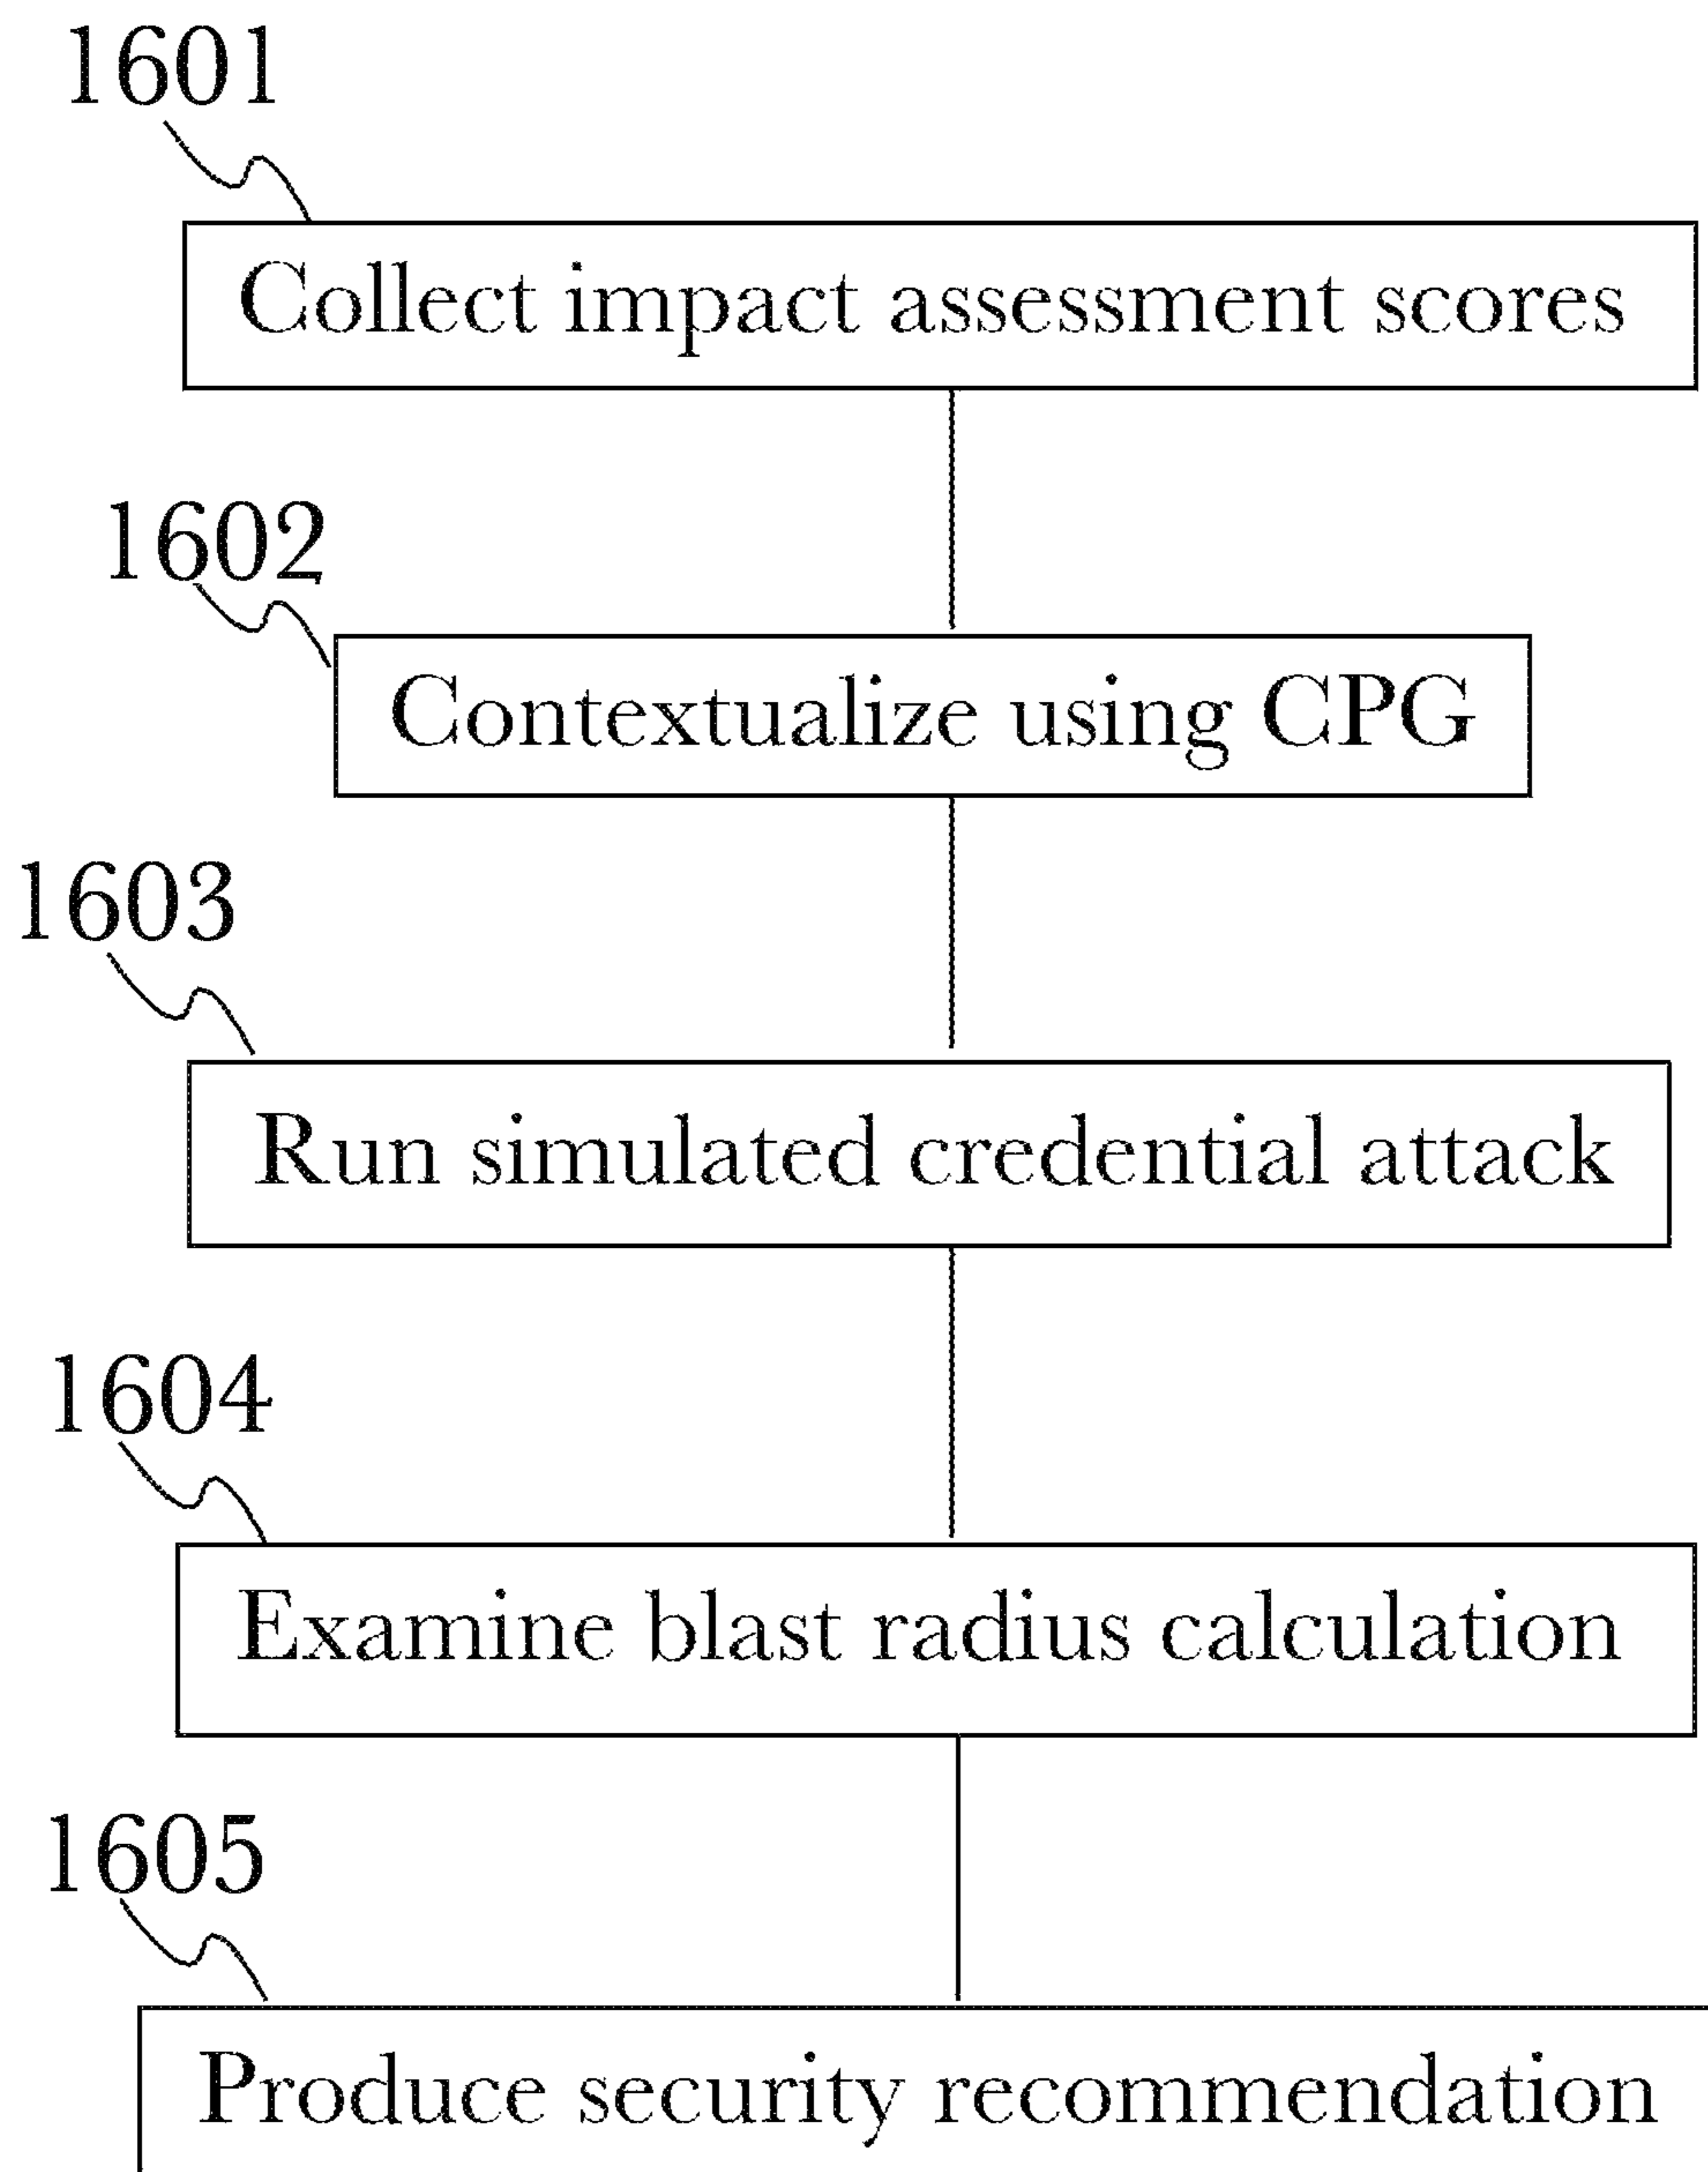 1601
Collect impact assessment scores
1602
Contextualize using CPG
1603
Run simulated credential attack
1604
Examine blast radius calculation
1605
Produce security recommendation